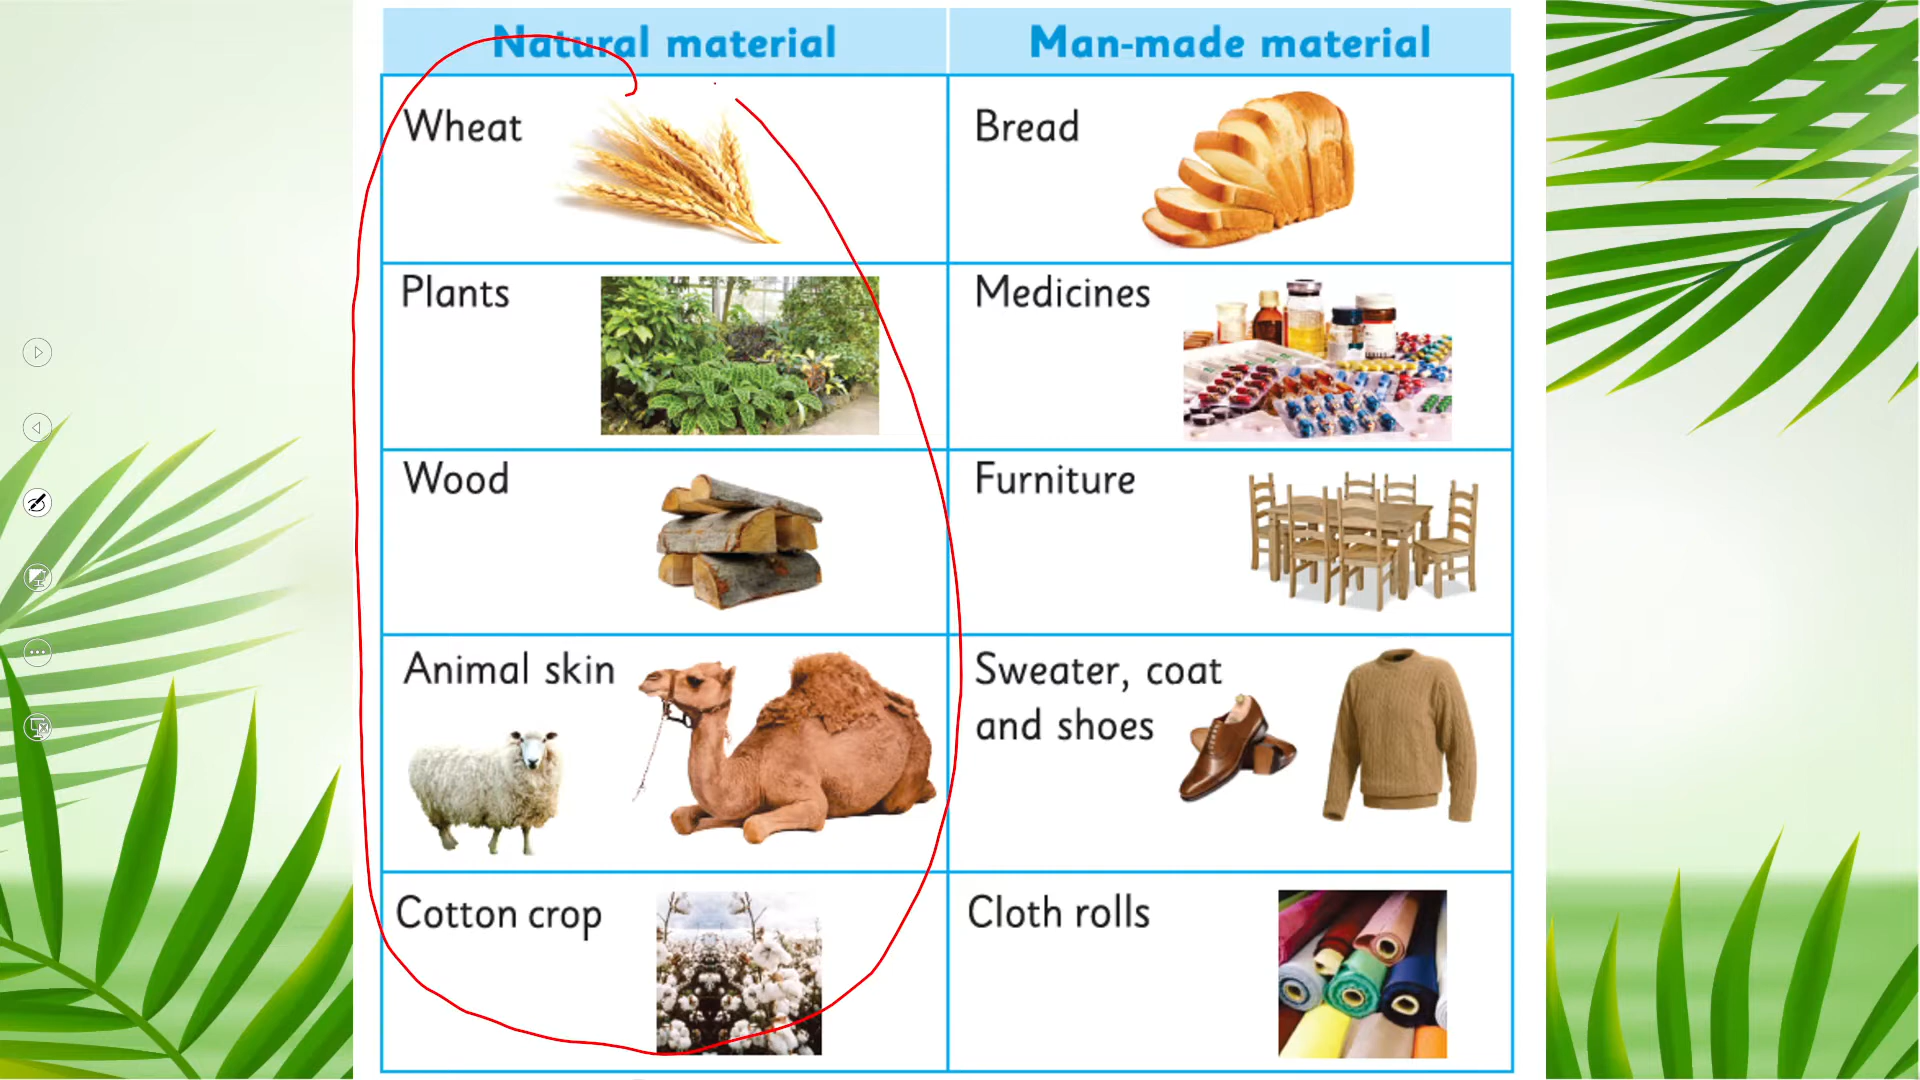 Natural material
Man-made material
Wheat
Bread
Plants
Medicines
Wood
Furniture
Animal skin
Sweater, coat
and shoes
Cotton crop
Cloth rolls